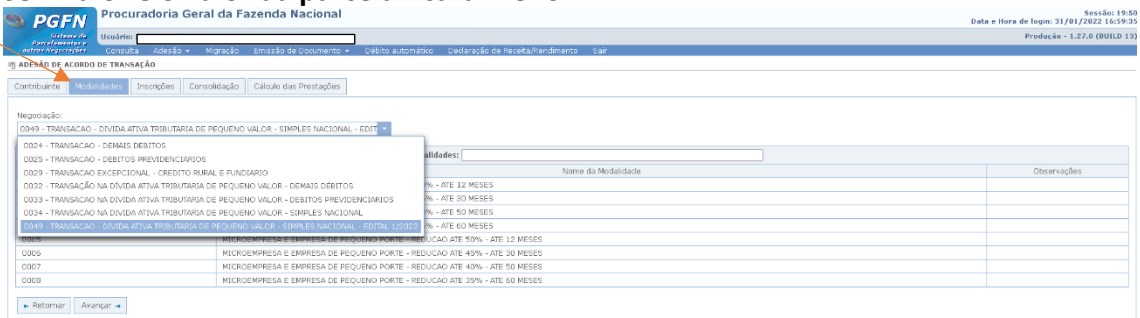 PGFN
Procuradoria Geral da Fazenda Nacional
Sessão: 19:50
Data e Hora de login: 31/01/2022 16:59:35
Sistema de
Parcelamentos e
outras Negociações
Usuário:
Produção - 1.27.0 (BUILD 13)
Consulta Adesão Migração Emissão de Documento Débito automático Declaração de Receita/Rendimento Sair
ADESÃO DE ACORDO DE TRANSAÇÃO
Contribuinte Modalidades Inscrições Consolidação Cálculo das Prestações
Negociação:
0049 - TRANSACAO - DIVIDA ATIVA TRIBUTARIA DE PEQUENO VALOR - SIMPLES NACIONAL - EDIT
0024 - TRANSACAO - DEMAIS DEBITOS
0025 - TRANSACAO - DEBITOS PREVIDENCIARIOS
0029 - TRANSACAO EXCEPCIONAL - CREDITO RURAL E FUNDIARIO
0032 - TRANSAÇÃO NA DÍVIDA ATIVA TRIBUTARIA DE PEQUENO VALOR - DEMAIS DÉBITOS
0033 - TRANSACAO NA DIVIDA ATIVA TRIBUTARIA DE PEQUENO VALOR - DEBITOS PREVIDENCIARIOS
0034 - TRANSACAO NA DIVIDA ATIVA TRIBUTARIA DE PEQUENO VALOR - SIMPLES NACIONAL
0049 - TRANSACAO - DIVIDA ATIVA TRIBUTARIA DE PEQUENO VALOR - SIMPLES NACIONAL - EDITAL 1/2022
alidades:
Nome da Modalidade Observações
% - ATE 12 MESES
% - ATE 30 MESES
% - ATE 50 MESES
% - ATE 60 MESES
0005 MICROEMPRESA E EMPRESA DE PEQUENO PORTE - REDUCAO ATE 50% - ATE 12 MESES
0006 MICROEMPRESA E EMPRESA DE PEQUENO PORTE - REDUCAO ATE 45% - ATE 30 MESES
0007 MICROEMPRESA E EMPRESA DE PEQUENO PORTE - REDUCAO ATE 40% - ATE 50 MESES
0008 MICROEMPRESA E EMPRESA DE PEQUENO PORTE - REDUCAO ATE 35% - ATE 60 MESES
Retornar Avançar